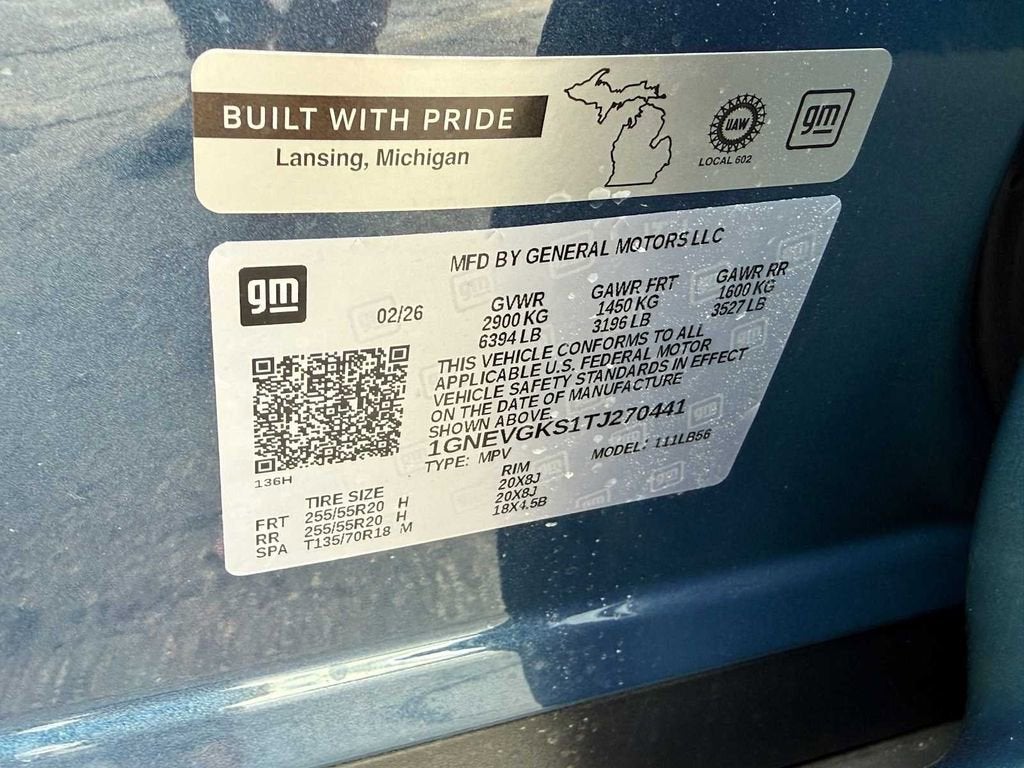 BUILT WITH PRIDE
Lansing, Michigan
UAW
LOCAL 602
gm
gm
MFD BY GENERAL MOTORS LLC
02/26
GVWR
2900 KG
6394 LB
GAWR FRT
1450 KG
3196 LB
GAWR RR
1600 KG
3527 LB
THIS VEHICLE CONFORMS TO ALL
APPLICABLE U.S. FEDERAL MOTOR
VEHICLE SAFETY STANDARDS IN EFFECT
ON THE DATE OF MANUFACTURE
SHOWN ABOVE.
1GNEVGKS1TJ270441
TYPE: MPV MODEL: 111LB56
136H
TIRE SIZE RIM
FRT 255/55R20 H 20X8J
RR 255/55R20 H 20X8J
SPA T135/70R18 M 18X4.5B